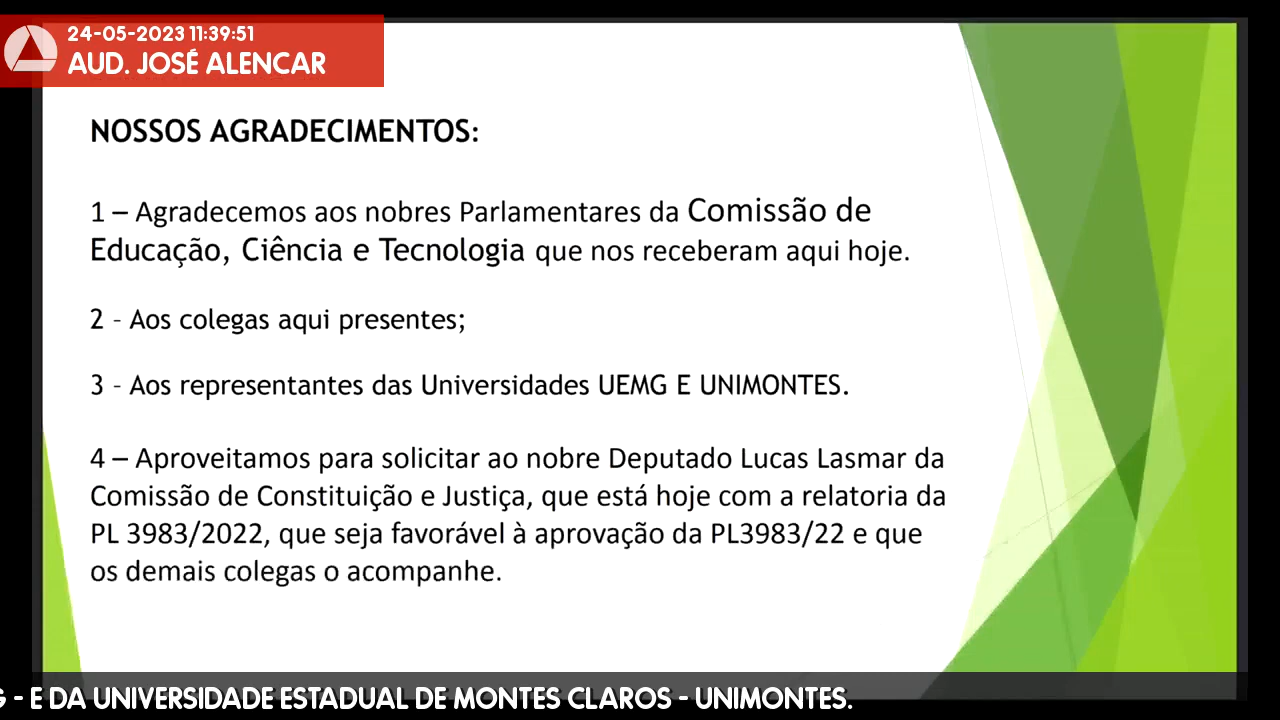 24-05-2023 11:39:51
AUD. JOSÉ ALENCAR
NOSSOS AGRADECIMENTOS:
1 – Agradecemos aos nobres Parlamentares da Comissão de
Educação, Ciência e Tecnologia que nos receberam aqui hoje.
2 - Aos colegas aqui presentes;
3 - Aos representantes das Universidades UEMG E UNIMONTES.
4 – Aproveitamos para solicitar ao nobre Deputado Lucas Lasmar da
Comissão de Constituição e Justiça, que está hoje com a relatoria da
PL 3983/2022, que seja favorável à aprovação da PL3983/22 e que
os demais colegas o acompanhe.
- E DA UNIVERSIDADE ESTADUAL DE MONTES CLAROS - UNIMONTES.